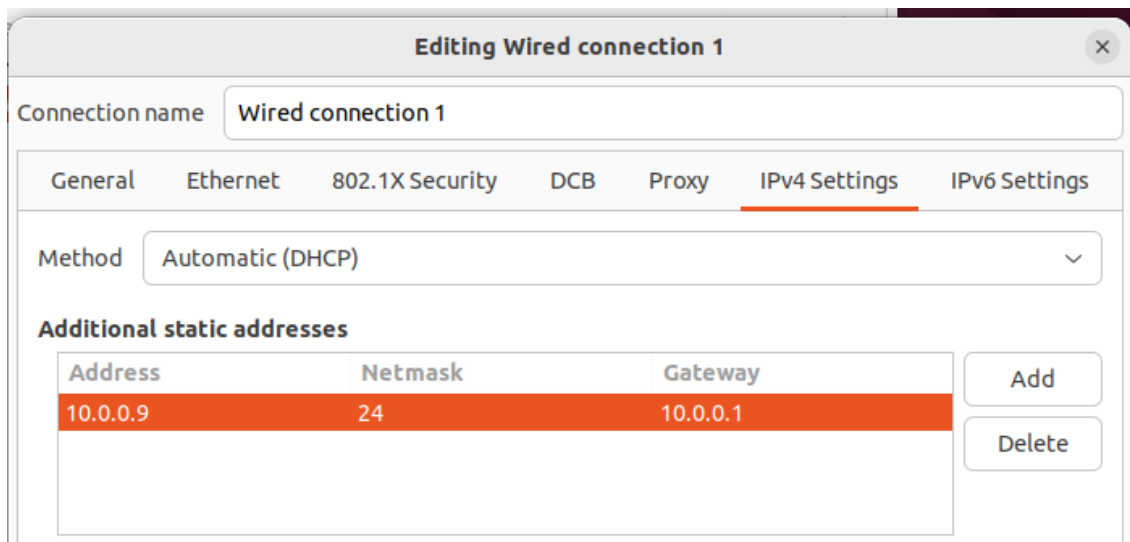 Editing Wired connection 1
Connection name Wired connection 1
General Ethernet 802.1X Security DCB Proxy IPv4 Settings IPv6 Settings
Method Automatic (DHCP)
Additional static addresses
Address Netmask Gateway
Add
10.0.0.9 24 10.0.0.1
Delete